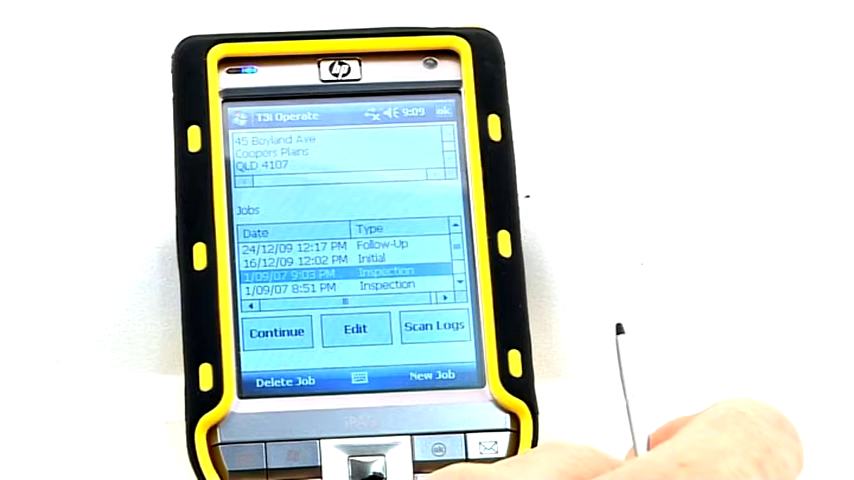 hp
T3i Operate 9:09 ok
45 Boyland Ave
Coopers Plains
QLD 4107
Jobs
Date Type
24/12/09 12:17 PM Follow-Up
16/12/09 12:02 PM Initial
1/09/07 9:03 PM Inspection
1/09/07 8:51 PM Inspection
Continue Edit Scan Logs
Delete Job New Job
iPAQ
ok